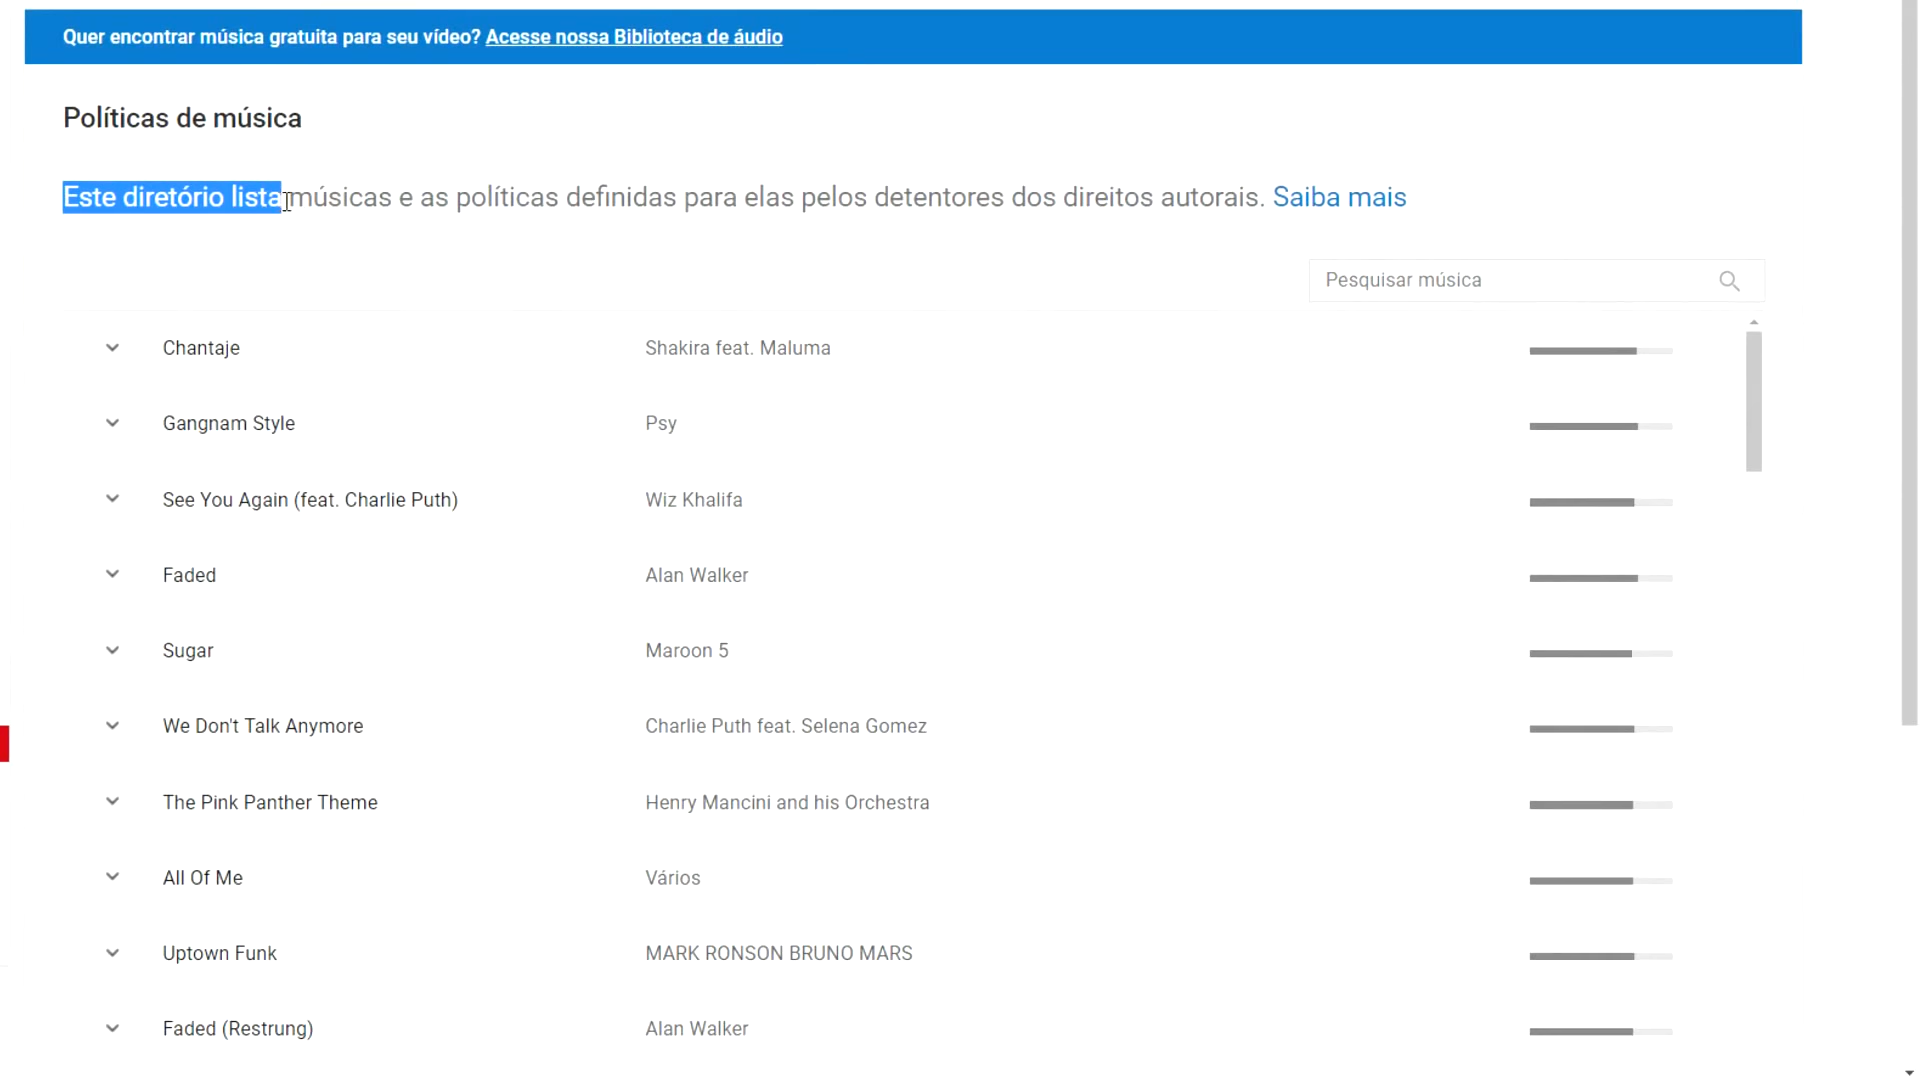 Quer encontrar música gratuita para seu vídeo? Acesse nossa Biblioteca de áudio
Políticas de música
Este diretório lista músicas e as políticas definidas para elas pelos detentores dos direitos autorais. Saiba mais
Pesquisar música
Chantaje Shakira feat. Maluma
Gangnam Style Psy
See You Again (feat. Charlie Puth) Wiz Khalifa
Faded Alan Walker
Sugar Maroon 5
We Don't Talk Anymore Charlie Puth feat. Selena Gomez
The Pink Panther Theme Henry Mancini and his Orchestra
All Of Me Vários
Uptown Funk MARK RONSON BRUNO MARS
Faded (Restrung) Alan Walker